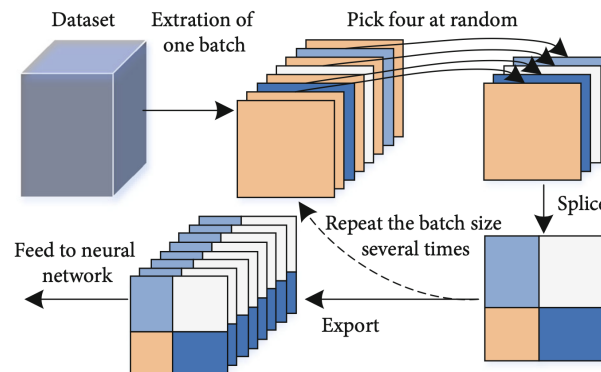 Dataset
Extration of
one batch
Pick four at random
Splice
Repeat the batch size
several times
Feed to neural
network
Export